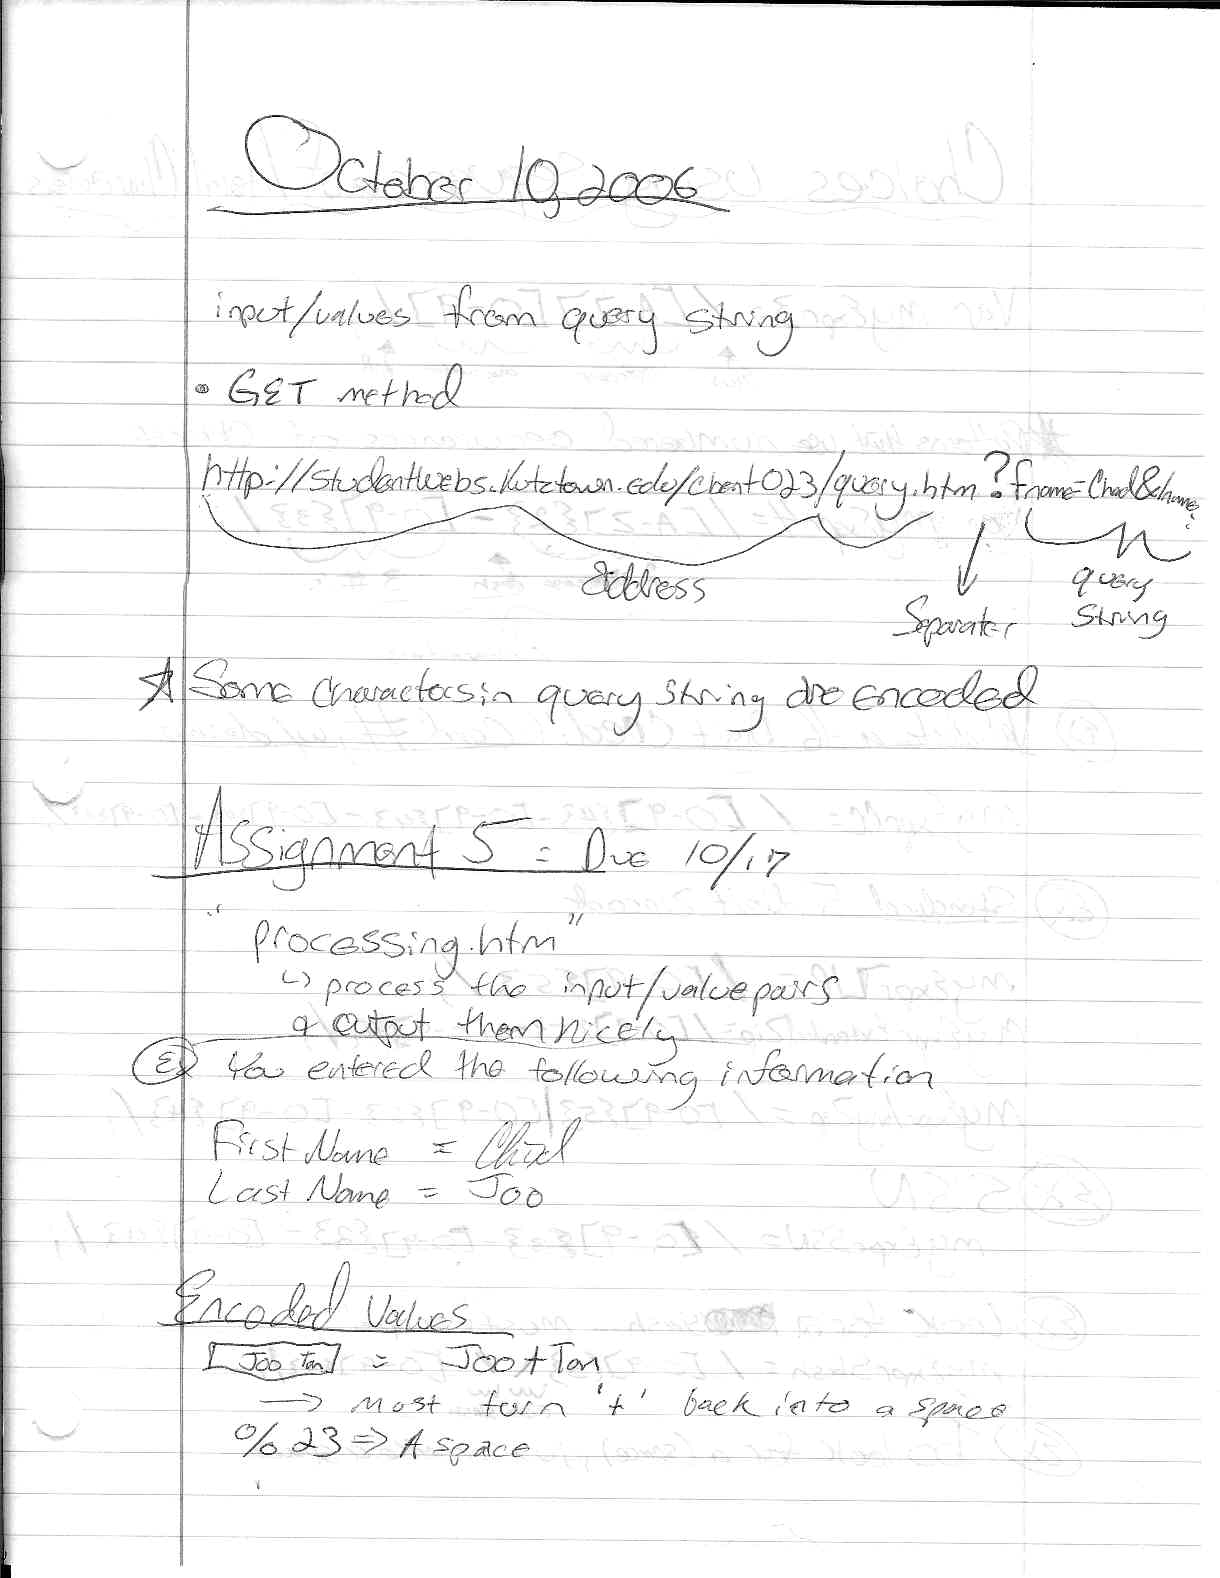 October 10, 2006
input/values from query string
• GET method
http://studentwebs.kutztown.edu/cbent023/query.htm?fname=Chad&lname=
address
Separater
query
string
☆ Some characters in query string are encoded
Assignment 5 = Due 10/17
"processing.htm"
↳ process the input/value pairs
& output them nicely
Ex You entered the following information
First Name = Chad
Last Name = Joo
Encoded Values
Joo Tan = Joo+Tan
→ Must turn '+' back into a space
%23 => A space